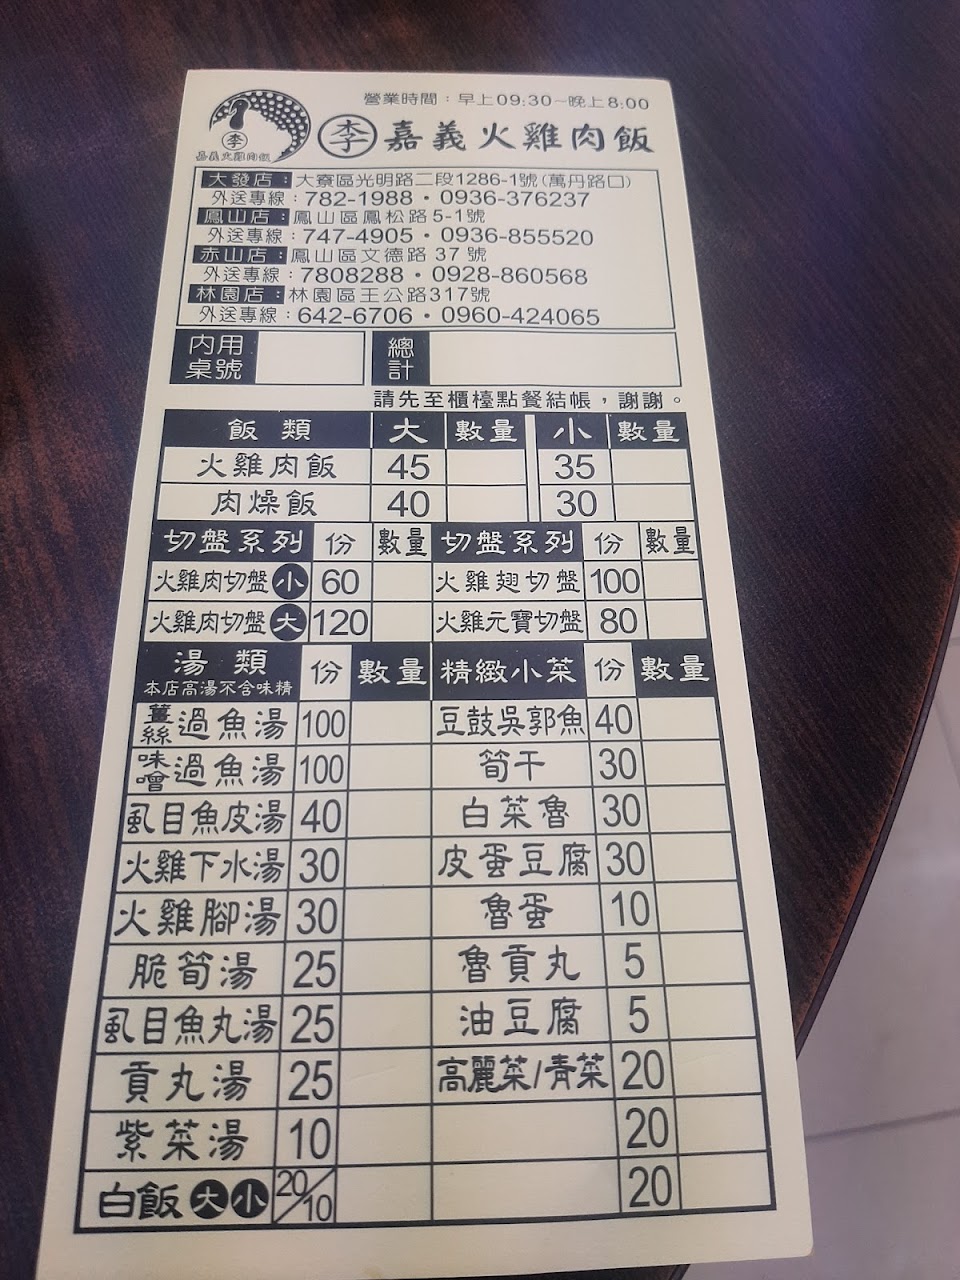 營業時間：早上09:30~晚上8:00
李 嘉義火雞肉飯
李
嘉義火雞肉飯
大發店：大寮區光明路二段1286-1號(萬丹路口)
外送專線：782-1988・0936-376237
鳳山店：鳳山區鳳松路5-1號
外送專線：747-4905・0936-855520
赤山店：鳳山區文德路37號
外送專線：7808288・0928-860568
林園店：林園區王公路317號
外送專線：642-6706・0960-424065
內用桌號 總計
請先至櫃檯點餐結帳，謝謝。
飯類 大 數量 小 數量
火雞肉飯 45 35
肉燥飯 40 30
切盤系列 份 數量 切盤系列 份 數量
火雞肉切盤小 60 火雞翅切盤 100
火雞肉切盤大 120 火雞元寶切盤 80
湯類 份 數量 精緻小菜 份 數量
本店高湯不含味精
薑絲過魚湯 100 豆鼓吳郭魚 40
味噌過魚湯 100 筍干 30
虱目魚皮湯 40 白菜魯 30
火雞下水湯 30 皮蛋豆腐 30
火雞腳湯 30 魯蛋 10
脆筍湯 25 魯貢丸 5
虱目魚丸湯 25 油豆腐 5
貢丸湯 25 高麗菜/青菜 20
紫菜湯 10 20
白飯大小 20/10 20